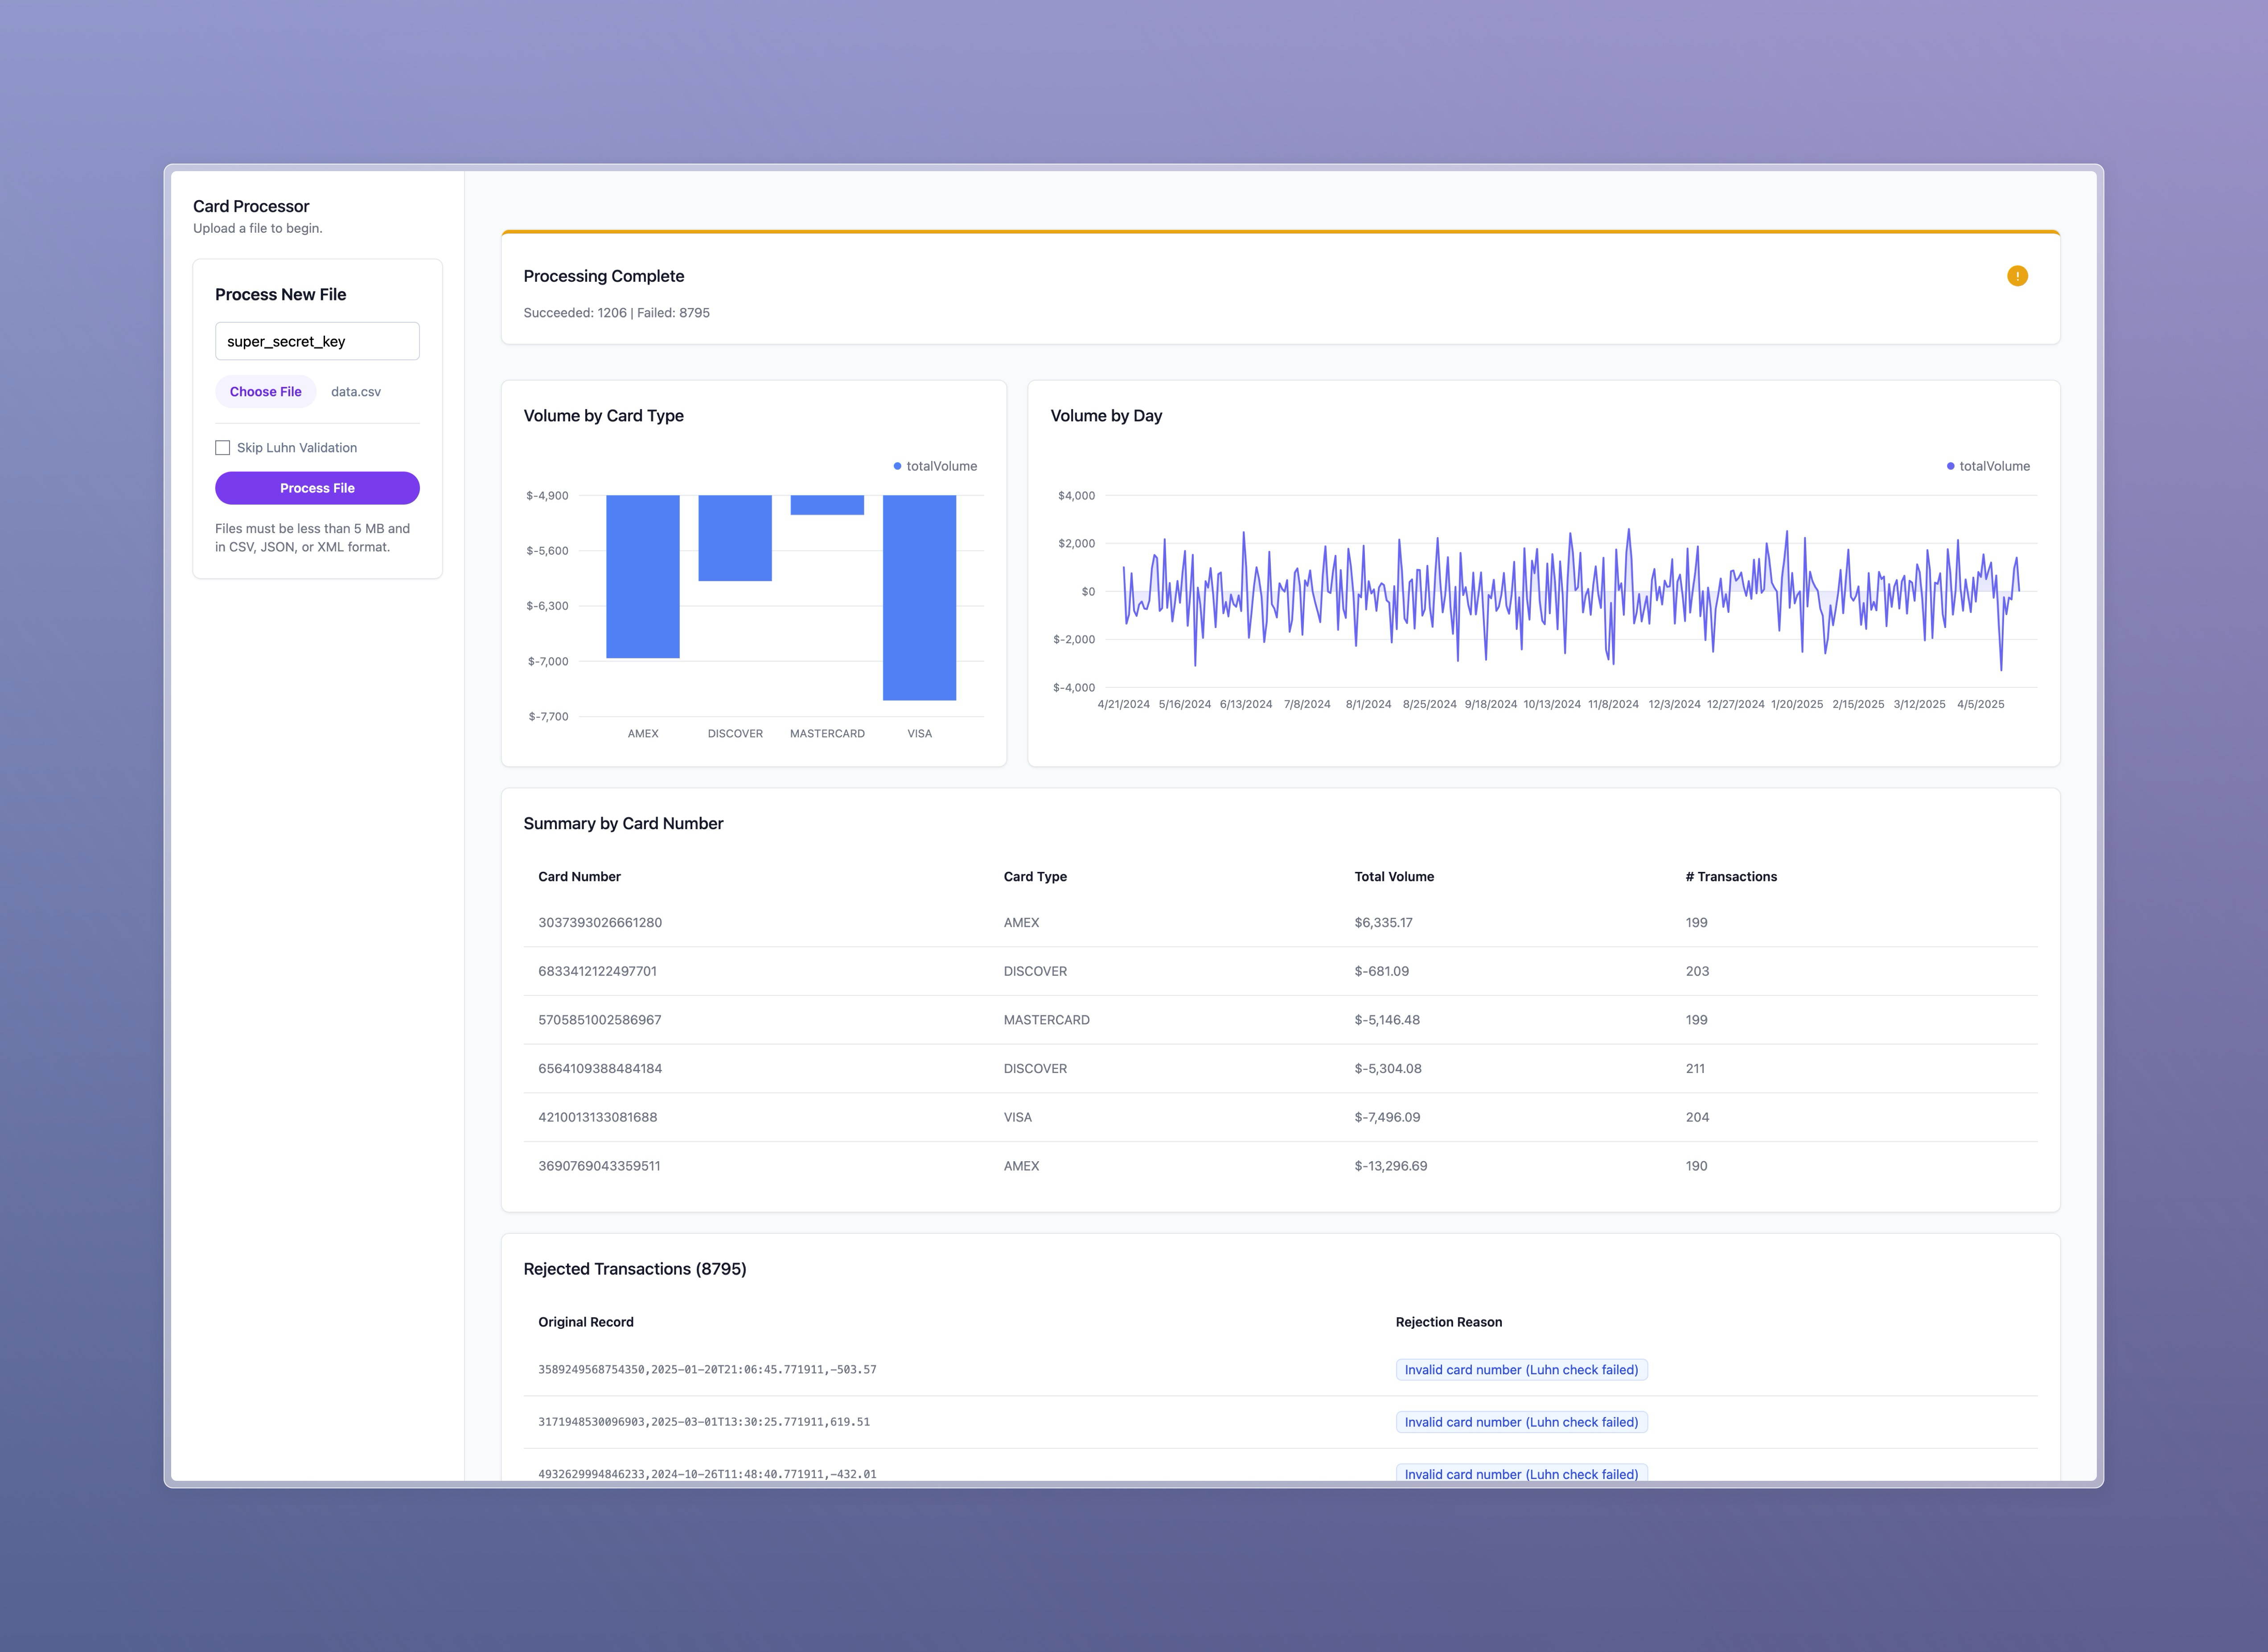 Card Processor
Upload a file to begin.
Process New File
super_secret_key
Choose File data.csv
Skip Luhn Validation
Process File
Files must be less than 5 MB and
in CSV, JSON, or XML format.
Processing Complete
!
Succeeded: 1206 | Failed: 8795
Volume by Card Type
totalVolume
$-4,900
$-5,600
$-6,300
$-7,000
$-7,700
AMEX DISCOVER MASTERCARD VISA
Volume by Day
totalVolume
$4,000
$2,000
$0
$-2,000
$-4,000
4/21/2024 5/16/2024 6/13/2024 7/8/2024 8/1/2024 8/25/2024 9/18/2024 10/13/2024 11/8/2024 12/3/2024 12/27/2024 1/20/2025 2/15/2025 3/12/2025 4/5/2025
Summary by Card Number
Card Number Card Type Total Volume # Transactions
3037393026661280 AMEX $6,335.17 199
6833412122497701 DISCOVER $-681.09 203
5705851002586967 MASTERCARD $-5,146.48 199
6564109388484184 DISCOVER $-5,304.08 211
4210013133081688 VISA $-7,496.09 204
3690769043359511 AMEX $-13,296.69 190
Rejected Transactions (8795)
Original Record Rejection Reason
3589249568754350,2025-01-20T21:06:45.771911,-503.57 Invalid card number (Luhn check failed)
3171948530096903,2025-03-01T13:30:25.771911,619.51 Invalid card number (Luhn check failed)
4932629994846233,2024-10-26T11:48:40.771911,-432.01 Invalid card number (Luhn check failed)